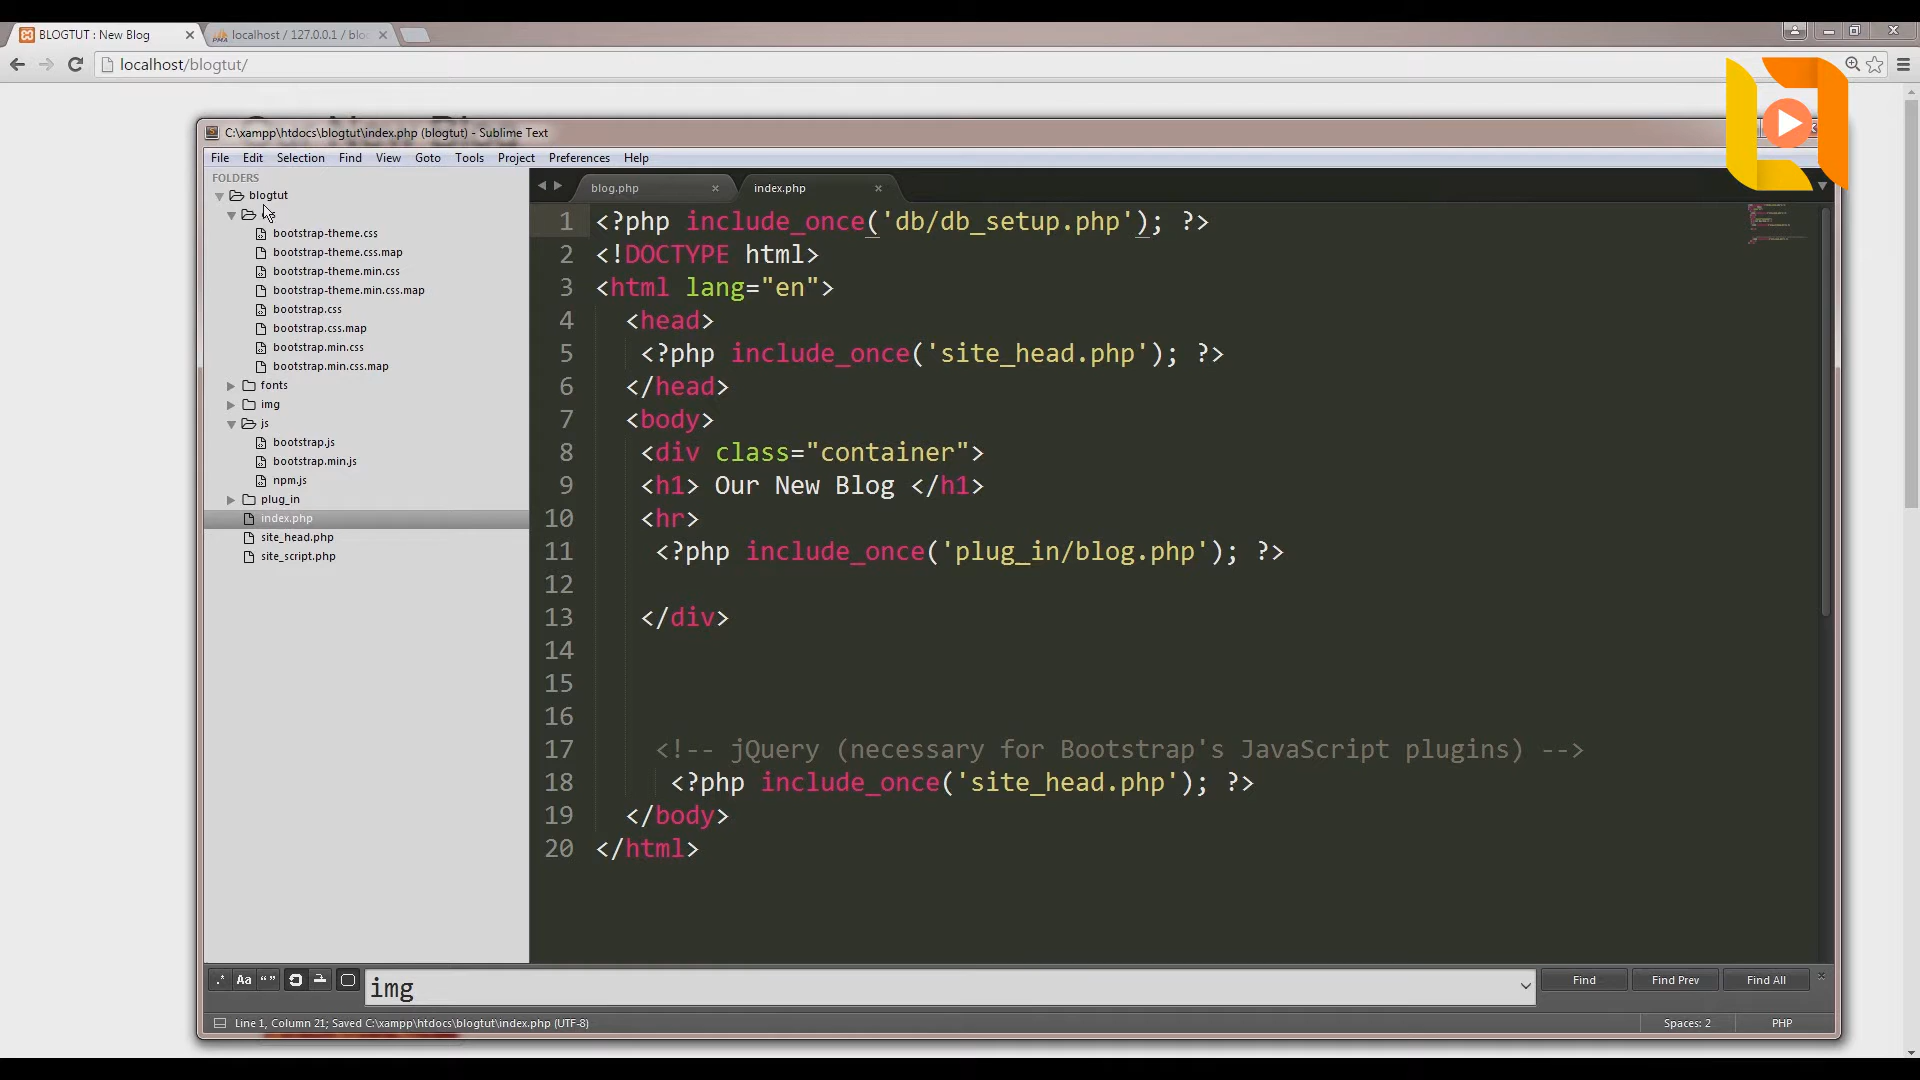 BLOGTUT : New Blog
localhost / 127.0.0.1 / blo
localhost/blogtut/
C:\xampp\htdocs\blogtut\index.php (blogtut) - Sublime Text
File Edit Selection Find View Goto Tools Project Preferences Help
FOLDERS
blogtut
bootstrap-theme.css
bootstrap-theme.css.map
bootstrap-theme.min.css
bootstrap-theme.min.css.map
bootstrap.css
bootstrap.css.map
bootstrap.min.css
bootstrap.min.css.map
fonts
img
js
bootstrap.js
bootstrap.min.js
npm.js
plug_in
index.php
site_head.php
site_script.php
blog.php
index.php
1 <?php include_once('db/db_setup.php'); ?>
2 <!DOCTYPE html>
3 <html lang="en">
4 <head>
5 <?php include_once('site_head.php'); ?>
6 </head>
7 <body>
8 <div class="container">
9 <h1> Our New Blog </h1>
10 <hr>
11 <?php include_once('plug_in/blog.php'); ?>
12
13 </div>
14
15
16
17 <!-- jQuery (necessary for Bootstrap's JavaScript plugins) -->
18 <?php include_once('site_head.php'); ?>
19 </body>
20 </html>
.* Aa “ ”
img
Find Find Prev Find All
Line 1, Column 21; Saved C:\xampp\htdocs\blogtut\index.php (UTF-8)
Spaces: 2
PHP